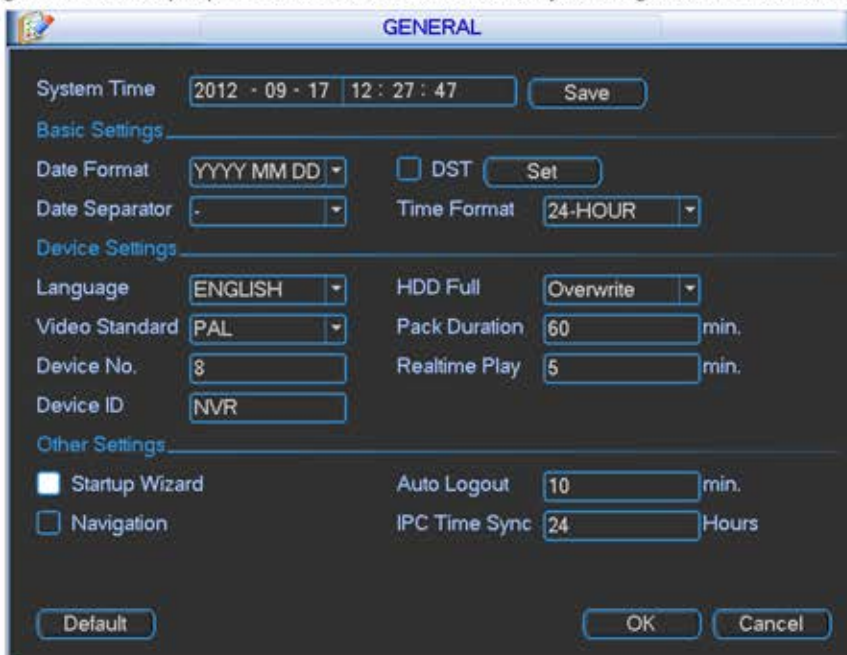 GENERAL
System Time 2012 - 09 - 17 12 : 27 : 47 Save
Basic Settings
Date Format YYYY MM DD DST Set
Date Separator - Time Format 24-HOUR
Device Settings
Language ENGLISH HDD Full Overwrite
Video Standard PAL Pack Duration 60 min.
Device No. 8 Realtime Play 5 min.
Device ID NVR
Other Settings
Startup Wizard Auto Logout 10 min.
Navigation IPC Time Sync 24 Hours
Default OK Cancel